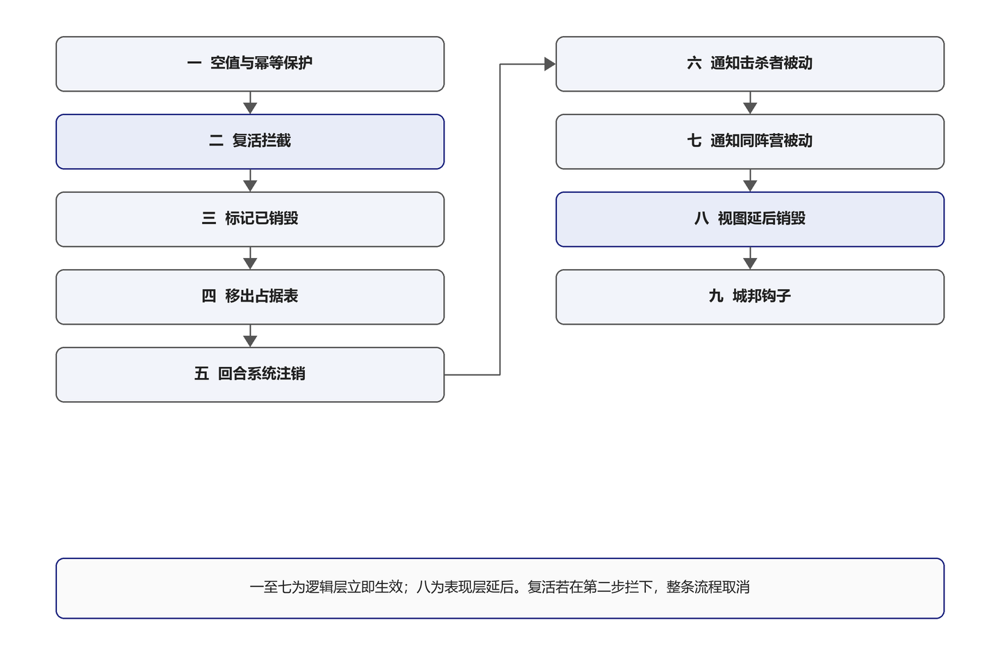 一 空值与幂等保护
二 复活拦截
三 标记已销毁
四 移出占据表
五 回合系统注销
六 通知击杀者被动
七 通知同阵营被动
八 视图延后销毁
九 城邦钩子
一至七为逻辑层立即生效；八为表现层延后。复活若在第二步拦下，整条流程取消